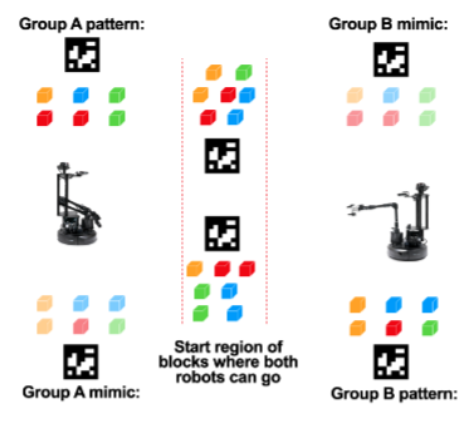 Group A pattern:
Group B mimic:
Start region of
blocks where both
robots can go
Group A mimic:
Group B pattern: